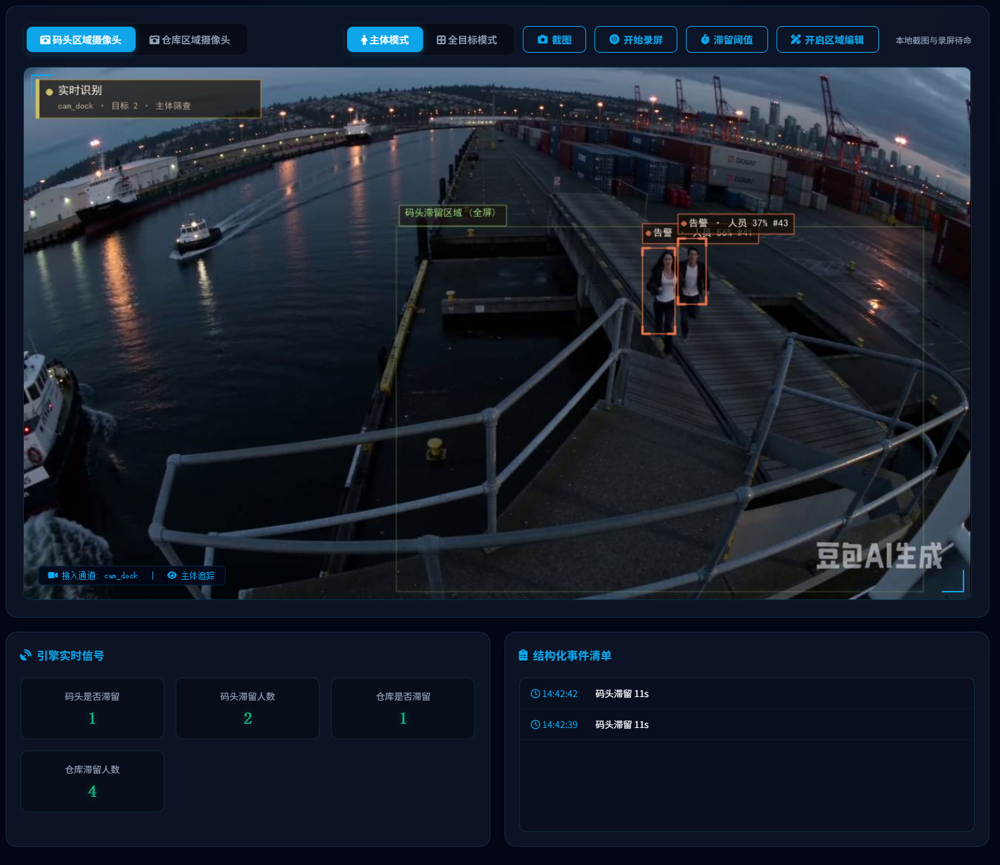 码头区域摄像头
仓库区域摄像头
主体模式
全目标模式
截图
开始录屏
滞留阈值
开启区域编辑
本地截图与录屏待命
实时识别
cam_dock · 目标 2 · 主体筛查
码头滞留区域（全屏）
告警 · 人员 37% #43
告警 · 人员 56% #41
豆包AI生成
接入通道: cam_dock | 主体追踪
引擎实时信号
码头是否滞留
1
码头滞留人数
2
仓库是否滞留
1
仓库滞留人数
4
结构化事件清单
14:42:42 码头滞留 11s
14:42:39 码头滞留 11s